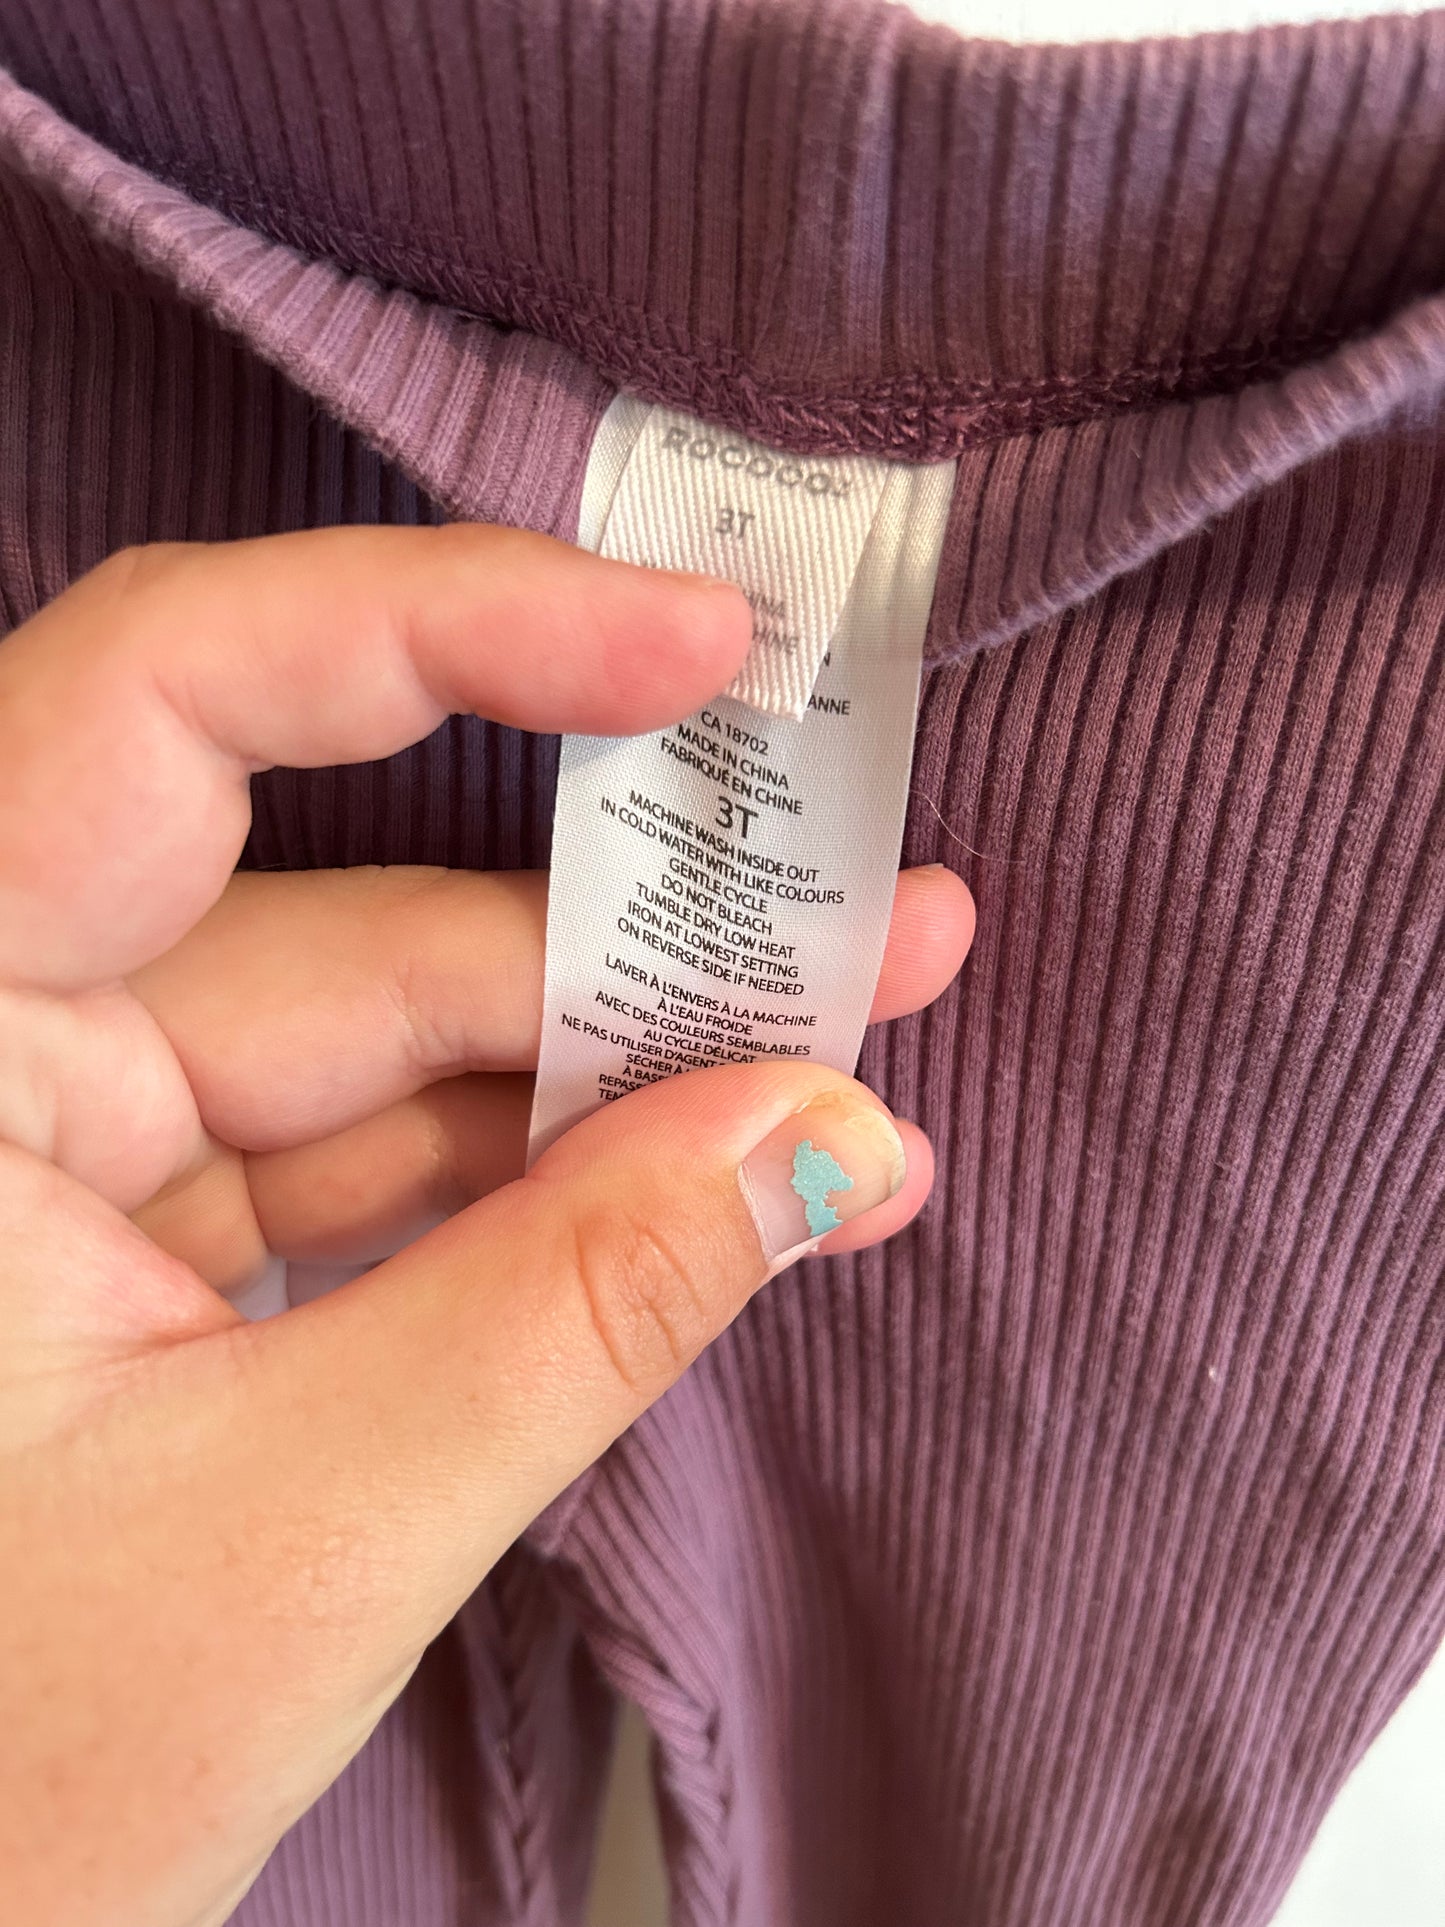 3T
CA 18702
MADE IN CHINA
FABRIQUÉ EN CHINE
3T
MACHINE WASH INSIDE OUT
IN COLD WATER WITH LIKE COLOURS
GENTLE CYCLE
DO NOT BLEACH
TUMBLE DRY LOW HEAT
IRON AT LOWEST SETTING
ON REVERSE SIDE IF NEEDED
LAVER À L'ENVERS À LA MACHINE
À L'EAU FROIDE
AVEC DES COULEURS SEMBLABLES
AU CYCLE DÉLICAT
NE PAS UTILISER D'AGENT
SÉCHER À
À